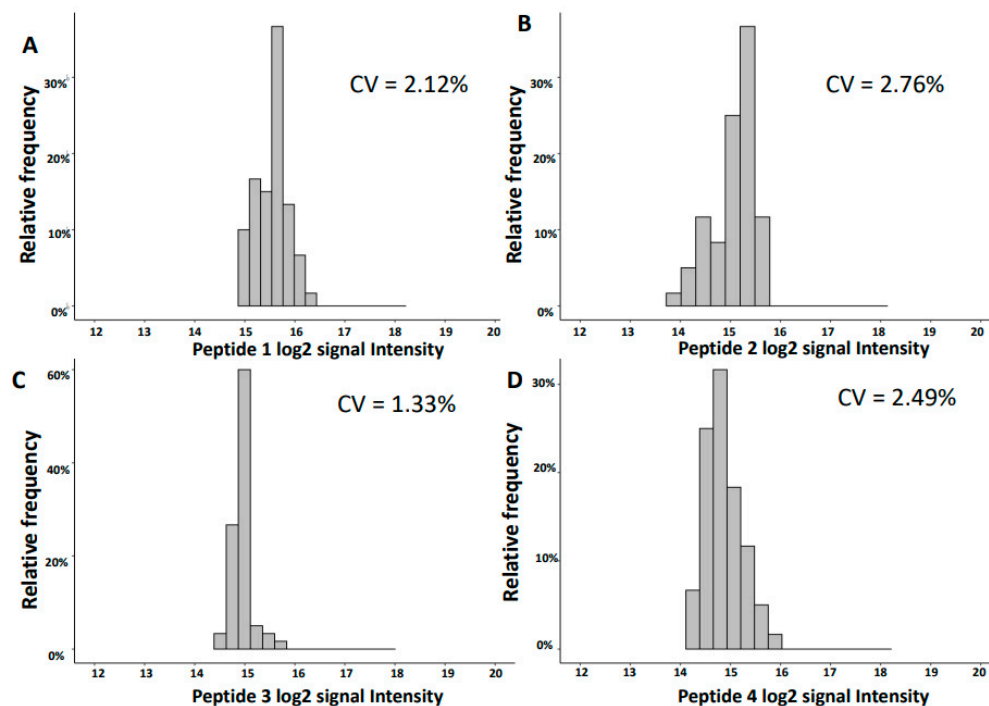 A
CV = 2.12%
Relative frequency
30%
20%
10%
0%
12 13 14 15 16 17 18 19 20
Peptide 1 log2 signal Intensity
B
CV = 2.76%
Relative frequency
30%
20%
10%
0%
12 13 14 15 16 17 18 19 20
Peptide 2 log2 signal Intensity
C
CV = 1.33%
Relative frequency
60%
40%
20%
0%
12 13 14 15 16 17 18 19 20
Peptide 3 log2 signal Intensity
D
CV = 2.49%
Relative frequency
30%
20%
10%
0%
12 13 14 15 16 17 18 19 20
Peptide 4 log2 signal Intensity